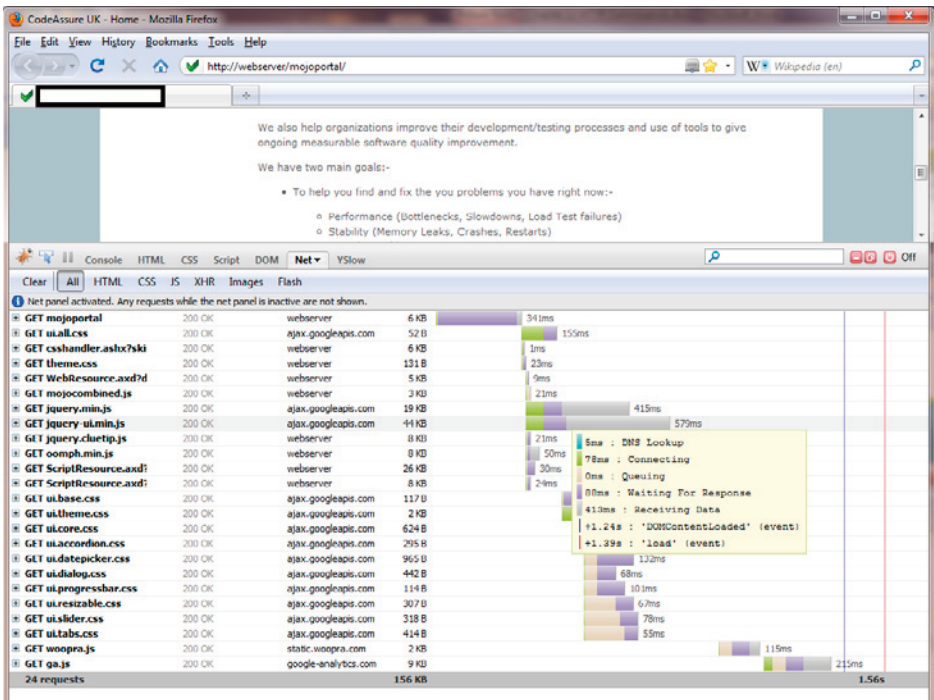 CodeAssure UK - Home - Mozilla Firefox
File Edit View History Bookmarks Tools Help
http://webserver/mojoportal/ W Wikipedia (en)
We also help organizations improve their development/testing processes and use of tools to give
ongoing measurable software quality improvement.
We have two main goals:-
• To help you find and fix the you problems you have right now:-
○ Performance (Bottlenecks, Slowdowns, Load Test failures)
○ Stability (Memory Leaks, Crashes, Restarts)
Console HTML CSS Script DOM Net YSlow Off
Clear All HTML CSS JS XHR Images Flash
Net panel activated. Any requests while the net panel is inactive are not shown.
GET mojoportal 200 OK webserver 6 KB 341ms
GET ui.all.css 200 OK ajax.googleapis.com 52 B 155ms
GET csshandler.ashx?ski 200 OK webserver 6 KB 1ms
GET theme.css 200 OK webserver 131 B 23ms
GET WebResource.axd?d 200 OK webserver 5 KB 9ms
GET mojocombined.js 200 OK webserver 3 KB 21ms
GET jquery.min.js 200 OK ajax.googleapis.com 19 KB 415ms
GET jquery-ui.min.js 200 OK ajax.googleapis.com 44 KB 579ms
GET jquery.cluetip.js 200 OK webserver 8 KB 21ms
GET oomph.min.js 200 OK webserver 8 KB 50ms
GET ScriptResource.axd? 200 OK webserver 26 KB 30ms
GET ScriptResource.axd? 200 OK webserver 8 KB 24ms
GET ui.base.css 200 OK ajax.googleapis.com 117 B
GET ui.theme.css 200 OK ajax.googleapis.com 2 KB
GET ui.core.css 200 OK ajax.googleapis.com 624 B
GET ui.accordion.css 200 OK ajax.googleapis.com 295 B
GET ui.datepicker.css 200 OK ajax.googleapis.com 965 B 132ms
GET ui.dialog.css 200 OK ajax.googleapis.com 442 B 68ms
GET ui.progressbar.css 200 OK ajax.googleapis.com 114 B 101ms
GET ui.resizable.css 200 OK ajax.googleapis.com 307 B 67ms
GET ui.slider.css 200 OK ajax.googleapis.com 318 B 78ms
GET ui.tabs.css 200 OK ajax.googleapis.com 414 B 55ms
GET woopra.js 200 OK static.woopra.com 2 KB 115ms
GET ga.js 200 OK google-analytics.com 9 KB 215ms
24 requests 156 KB 1.56s
5ms : DNS Lookup
78ms : Connecting
0ms : Queuing
88ms : Waiting For Response
413ms : Receiving Data
+1.24s : 'DOMContentLoaded' (event)
+1.39s : 'load' (event)